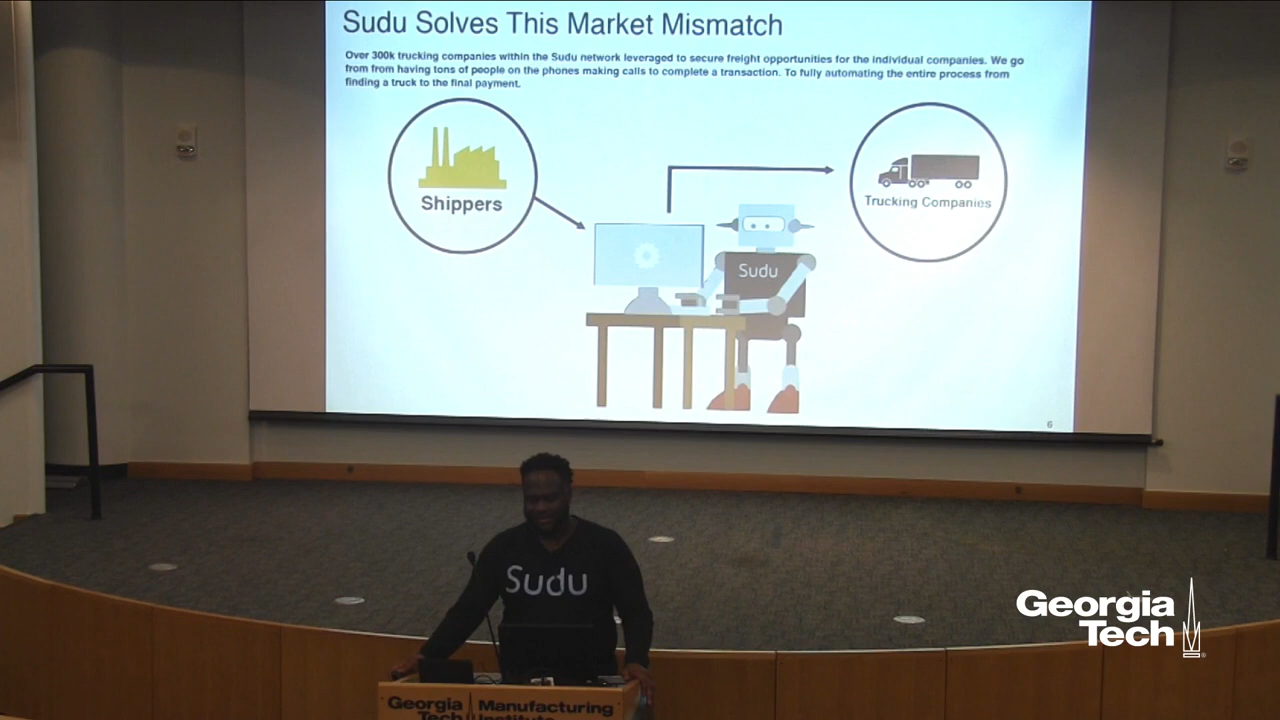 Sudu Solves This Market Mismatch
Over 300k trucking companies within the Sudu network leveraged to secure freight opportunities for the individual companies. We go
from from having tons of people on the phones making calls to complete a transaction. To fully automating the entire process from
finding a truck to the final payment.
Shippers
Trucking Companies
Sudu
6
Sudu
Georgia
Tech
Georgia
Tech
Manufacturing
Institute